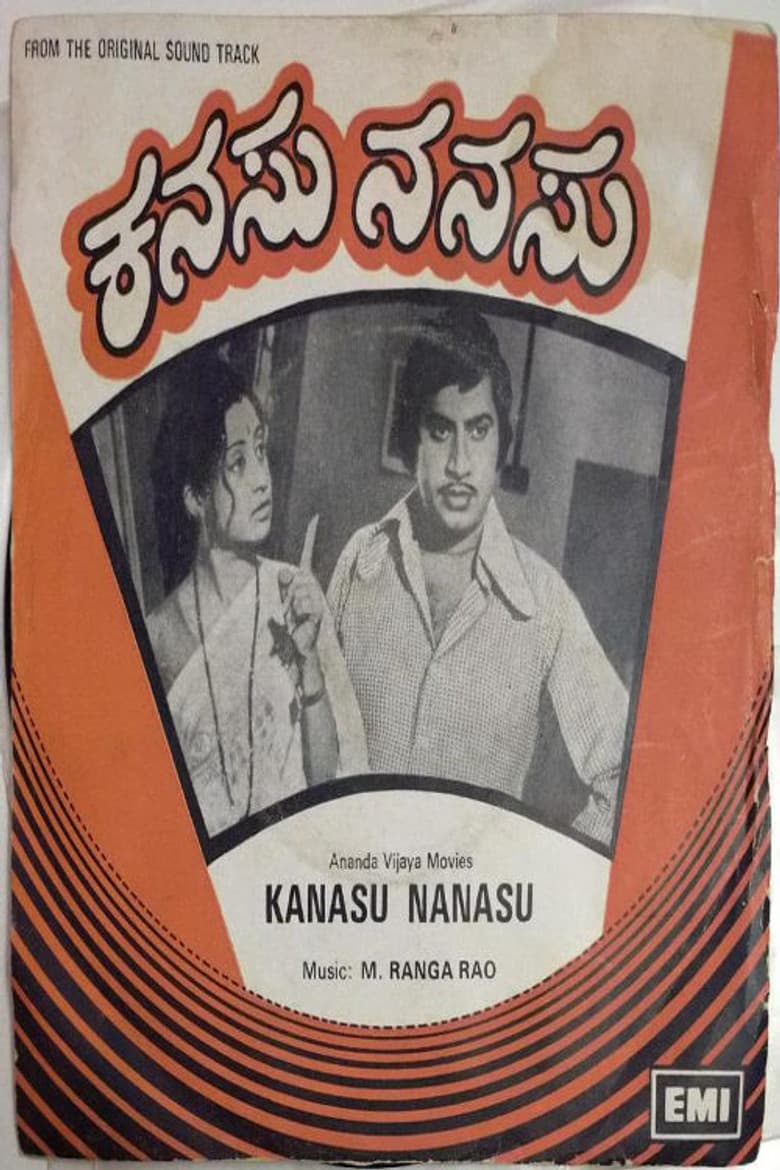 FROM THE ORIGINAL SOUND TRACK
ಕನಸು ನನಸು
Ananda Vijaya Movies
KANASU NANASU
Music: M. RANGA RAO
EMI